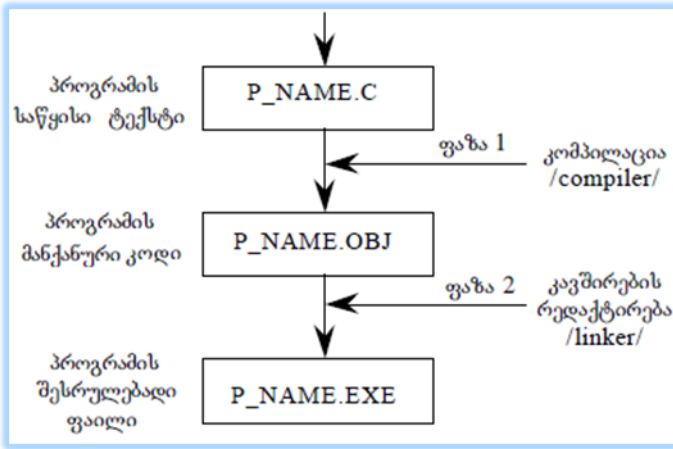 პროგრამის
საწყისი ტექსტი
P_NAME.C
ფაზა 1
კომპილაცია
/compiler/
პროგრამის
მანქანური კოდი
P_NAME.OBJ
ფაზა 2
კავშირების
რედაქტირება
/linker/
პროგრამის
შესრულებადი
ფაილი
P_NAME.EXE